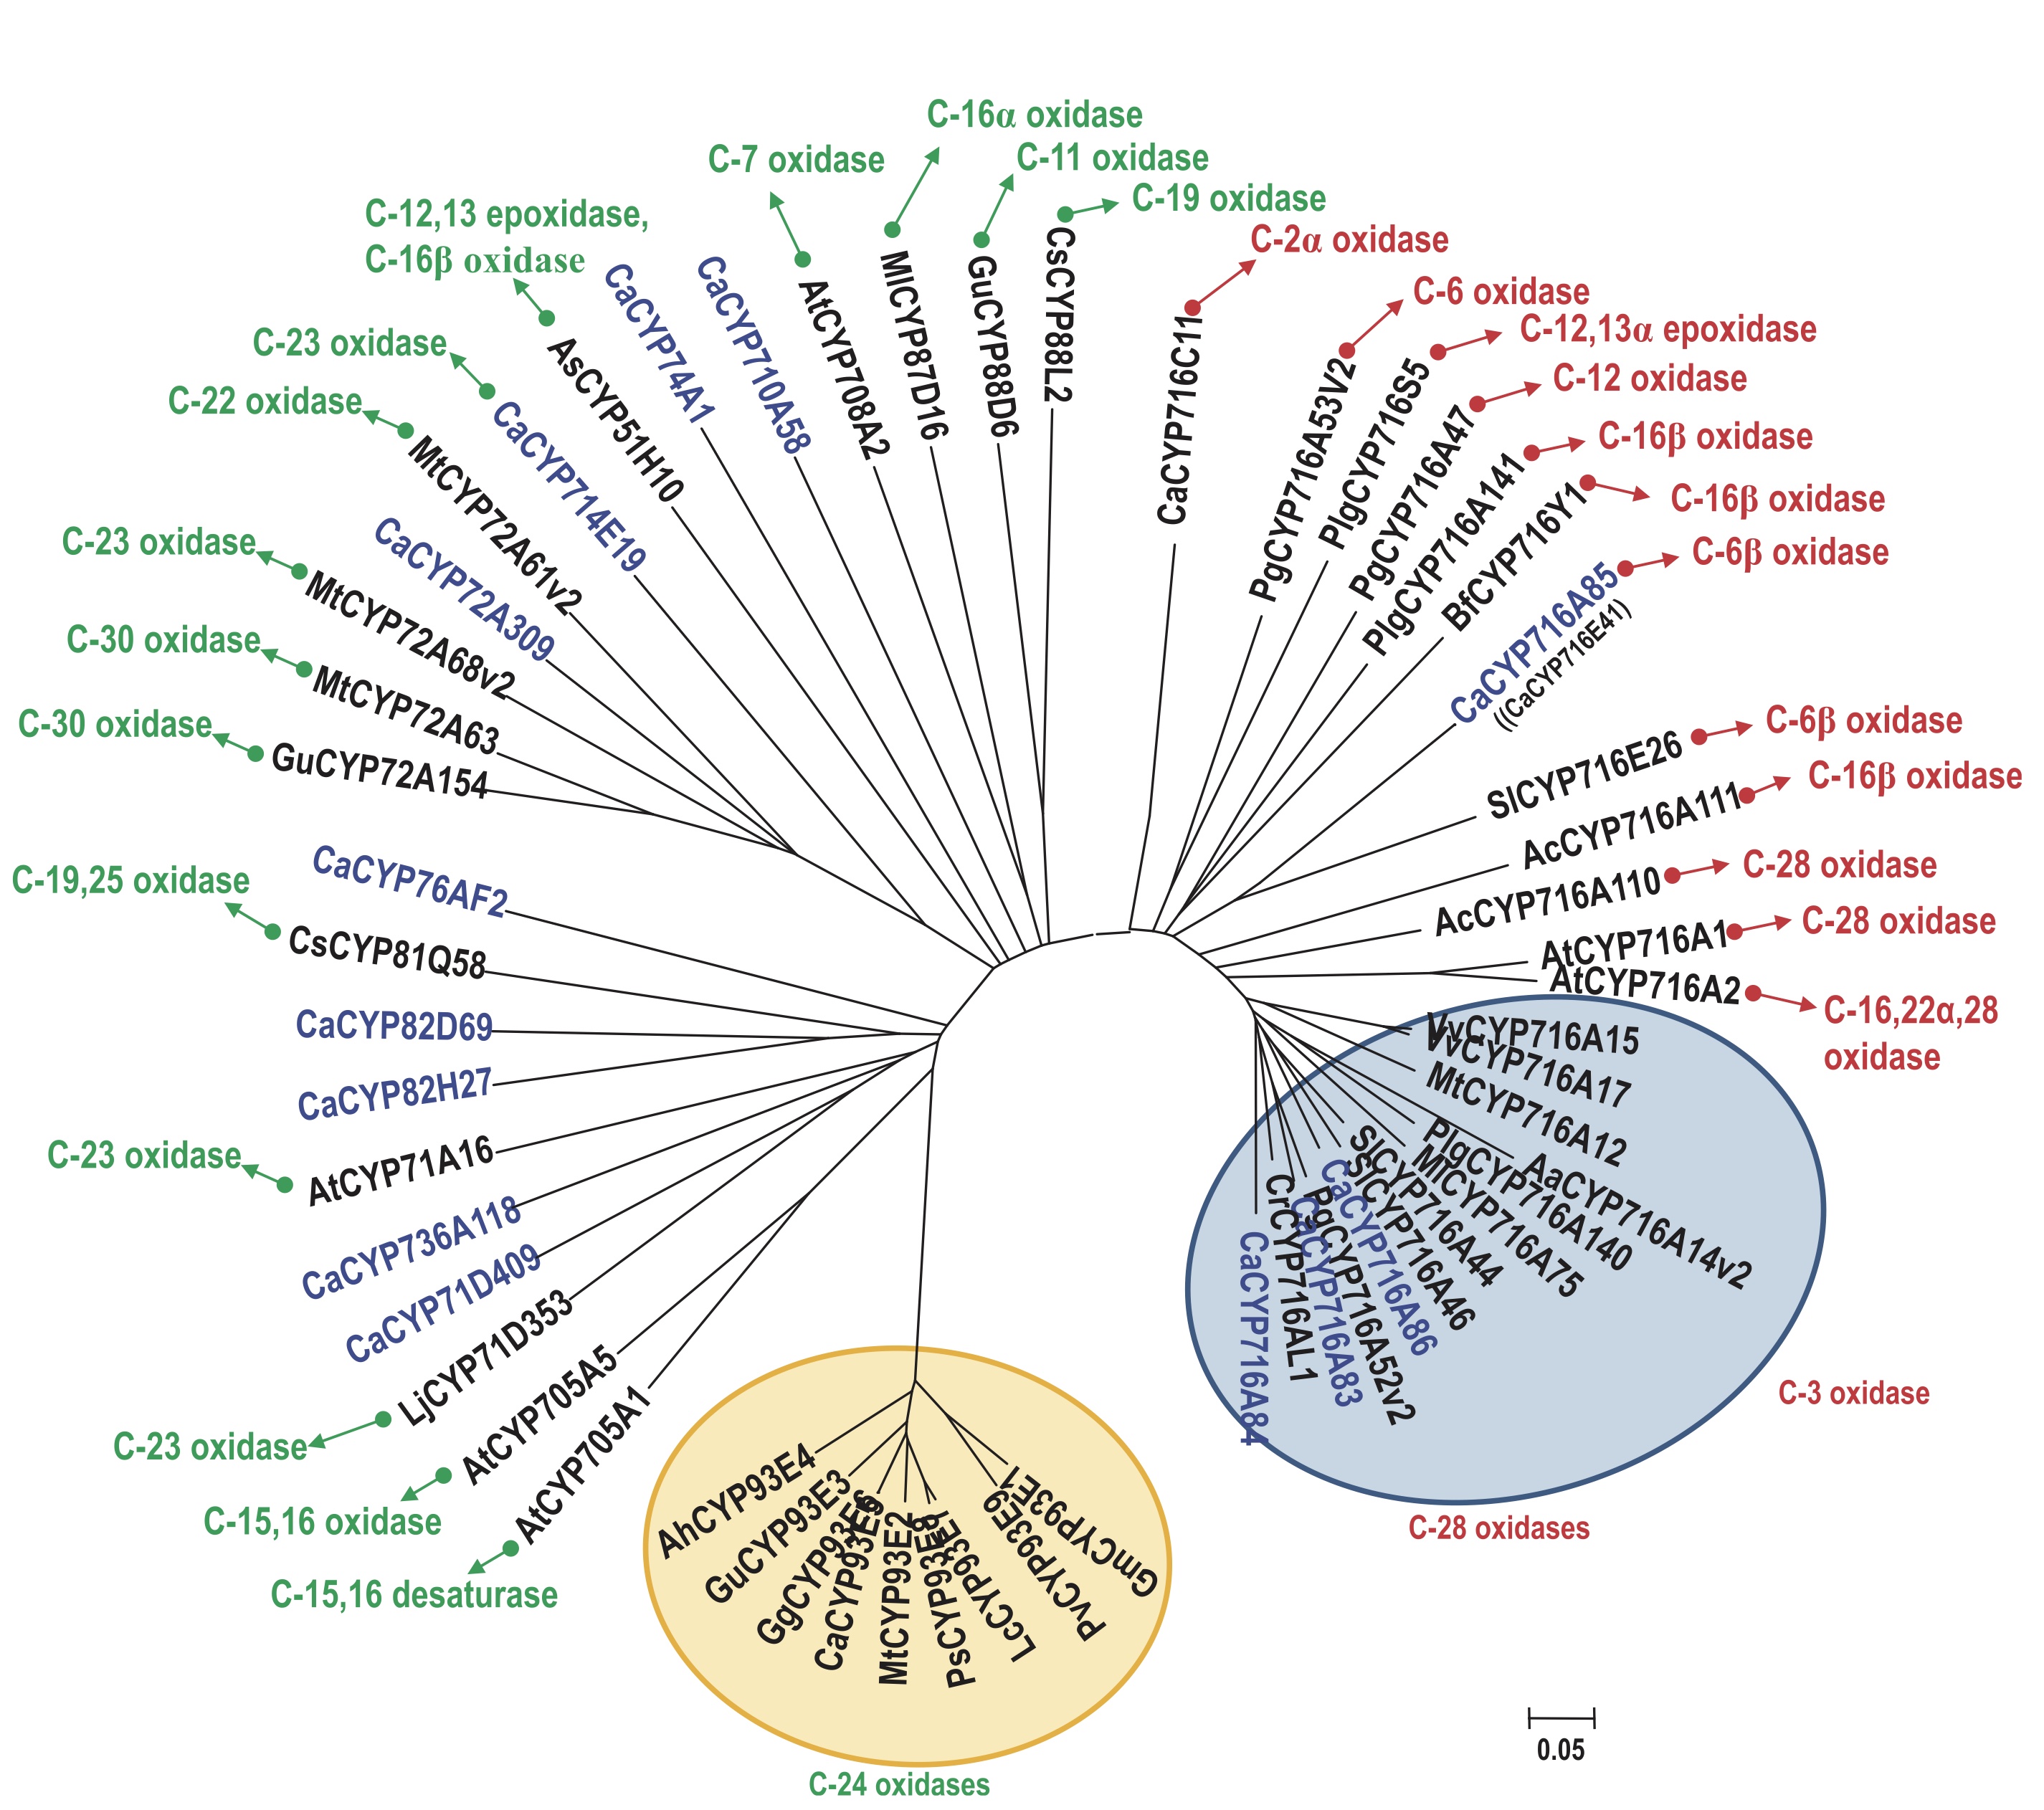 C-16α oxidase
C-7 oxidase
C-11 oxidase
C-19 oxidase
C-12,13 epoxidase,
C-16β oxidase
C-2α oxidase
C-6 oxidase
C-12,13α epoxidase
C-12 oxidase
C-16β oxidase
C-16β oxidase
C-6β oxidase
C-6β oxidase
C-16β oxidase
C-28 oxidase
C-28 oxidase
C-16,22α,28
oxidase
C-23 oxidase
C-22 oxidase
C-23 oxidase
C-30 oxidase
C-30 oxidase
C-19,25 oxidase
C-23 oxidase
C-23 oxidase
C-15,16 oxidase
C-15,16 desaturase
GuCYP72A154
MtCYP72A63
MtCYP72A68v2
CaCYP72A309
MtCYP72A61v2
CaCYP714E19
AsCYP51H10
CaCYP74A1
CaCYP710A58
AtCYP708A2
MlCYP87D16
GuCYP88D6
CsCYP88L2
CaCYP716C11
PgCYP716A53V2
PlgCYP716S5
PgCYP716A47
PlgCYP716A141
BfCYP716Y1
CaCYP716A85
((CaCYP716E41)
SlCYP716E26
AcCYP716A111
AcCYP716A110
AtCYP716A1
AtCYP716A2
VvCYP716A15
VvCYP716A17
MtCYP716A12
AaCYP716A14v2
PlgCYP716A140
MlCYP716A75
SlCYP716A44
SlCYP716A46
CaCYP716A86
PgCYP716A52v2
CaCYP716A83
CrCYP716AL1
CaCYP716A84
C-3 oxidase
C-28 oxidases
CaCYP76AF2
CsCYP81Q58
CaCYP82D69
CaCYP82H27
AtCYP71A16
CaCYP736A118
CaCYP71D409
LjCYP71D353
AtCYP705A5
AtCYP705A1
AhCYP93E4
GuCYP93E3
MtCYP93E2
PvCYP93E9
GmCYP93E1
C-24 oxidases
0.05